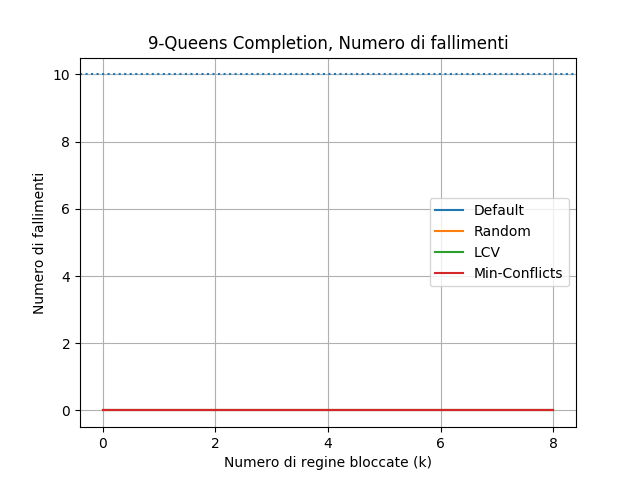 9-Queens Completion, Numero di fallimenti
10
8
6
4
2
0
Numero di fallimenti
Default
Random
LCV
Min-Conflicts
0 2 4 6 8
Numero di regine bloccate (k)